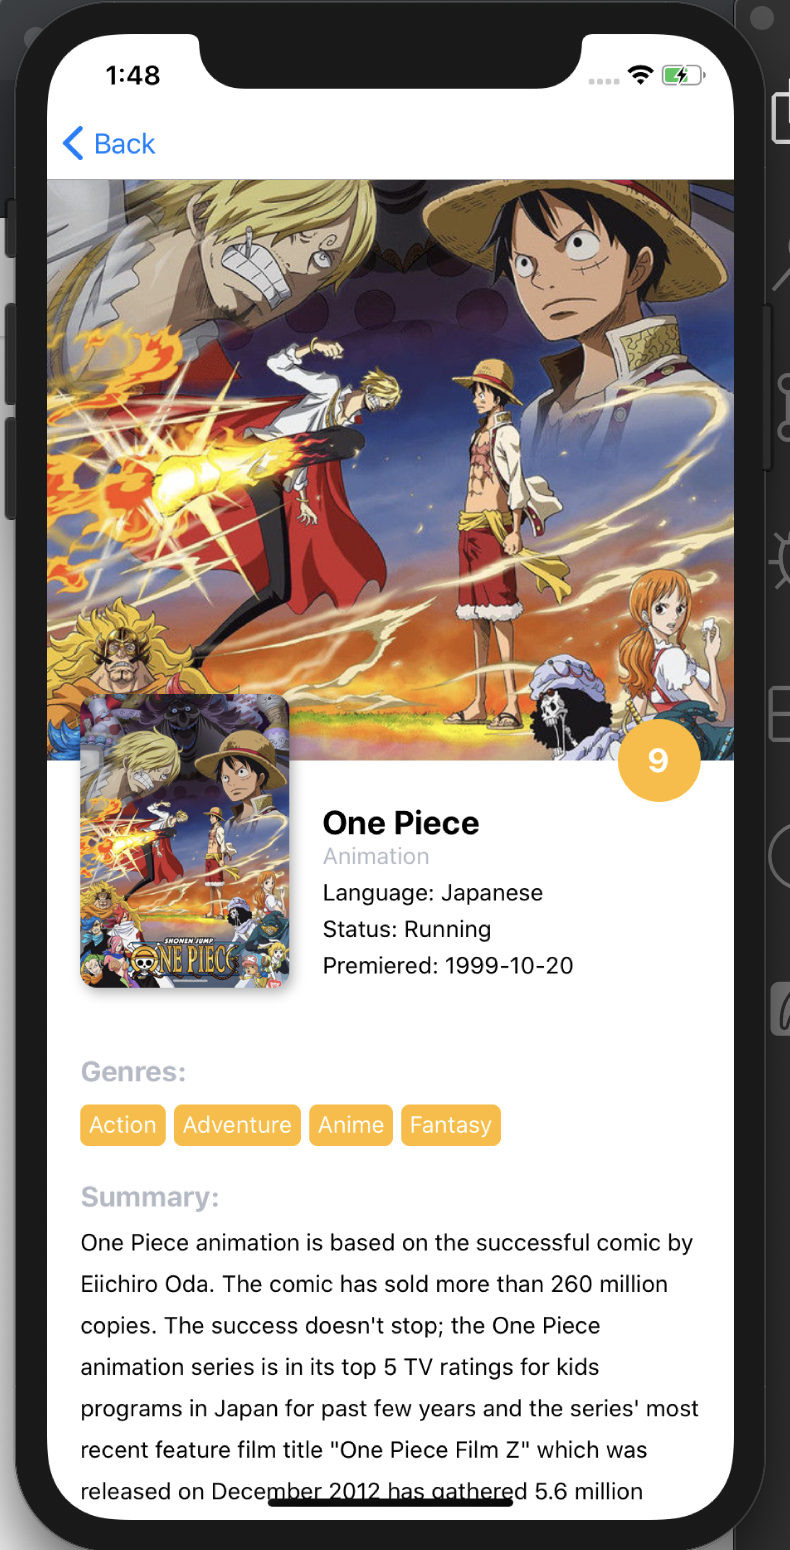 1:48
Back
9
One Piece
Animation
Language: Japanese
Status: Running
Premiered: 1999-10-20
SHONEN JUMP
ONE PIECE
Genres:
Action Adventure Anime Fantasy
Summary:
One Piece animation is based on the successful comic by
Eiichiro Oda. The comic has sold more than 260 million
copies. The success doesn't stop; the One Piece
animation series is in its top 5 TV ratings for kids
programs in Japan for past few years and the series' most
recent feature film title "One Piece Film Z" which was
released on December 2012 has gathered 5.6 million